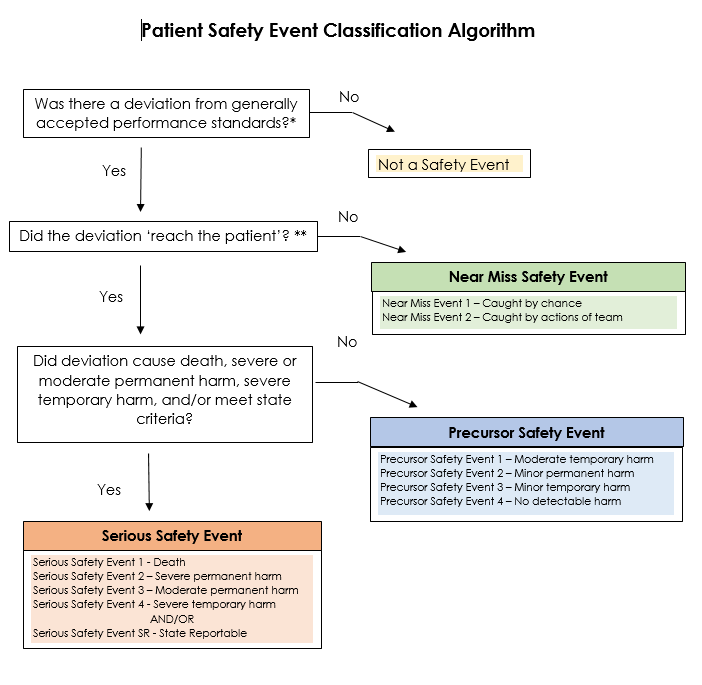 Patient Safety Event Classification Algorithm
Was there a deviation from generally
accepted performance standards?*
No
Not a Safety Event
Yes
Did the deviation ‘reach the patient’? **
No
Near Miss Safety Event
Near Miss Event 1 – Caught by chance
Near Miss Event 2 – Caught by actions of team
Yes
Did deviation cause death, severe or
moderate permanent harm, severe
temporary harm, and/or meet state
criteria?
No
Precursor Safety Event
Precursor Safety Event 1 – Moderate temporary harm
Precursor Safety Event 2 – Minor permanent harm
Precursor Safety Event 3 – Minor temporary harm
Precursor Safety Event 4 – No detectable harm
Yes
Serious Safety Event
Serious Safety Event 1 - Death
Serious Safety Event 2 – Severe permanent harm
Serious Safety Event 3 – Moderate permanent harm
Serious Safety Event 4 - Severe temporary harm
AND/OR
Serious Safety Event SR - State Reportable